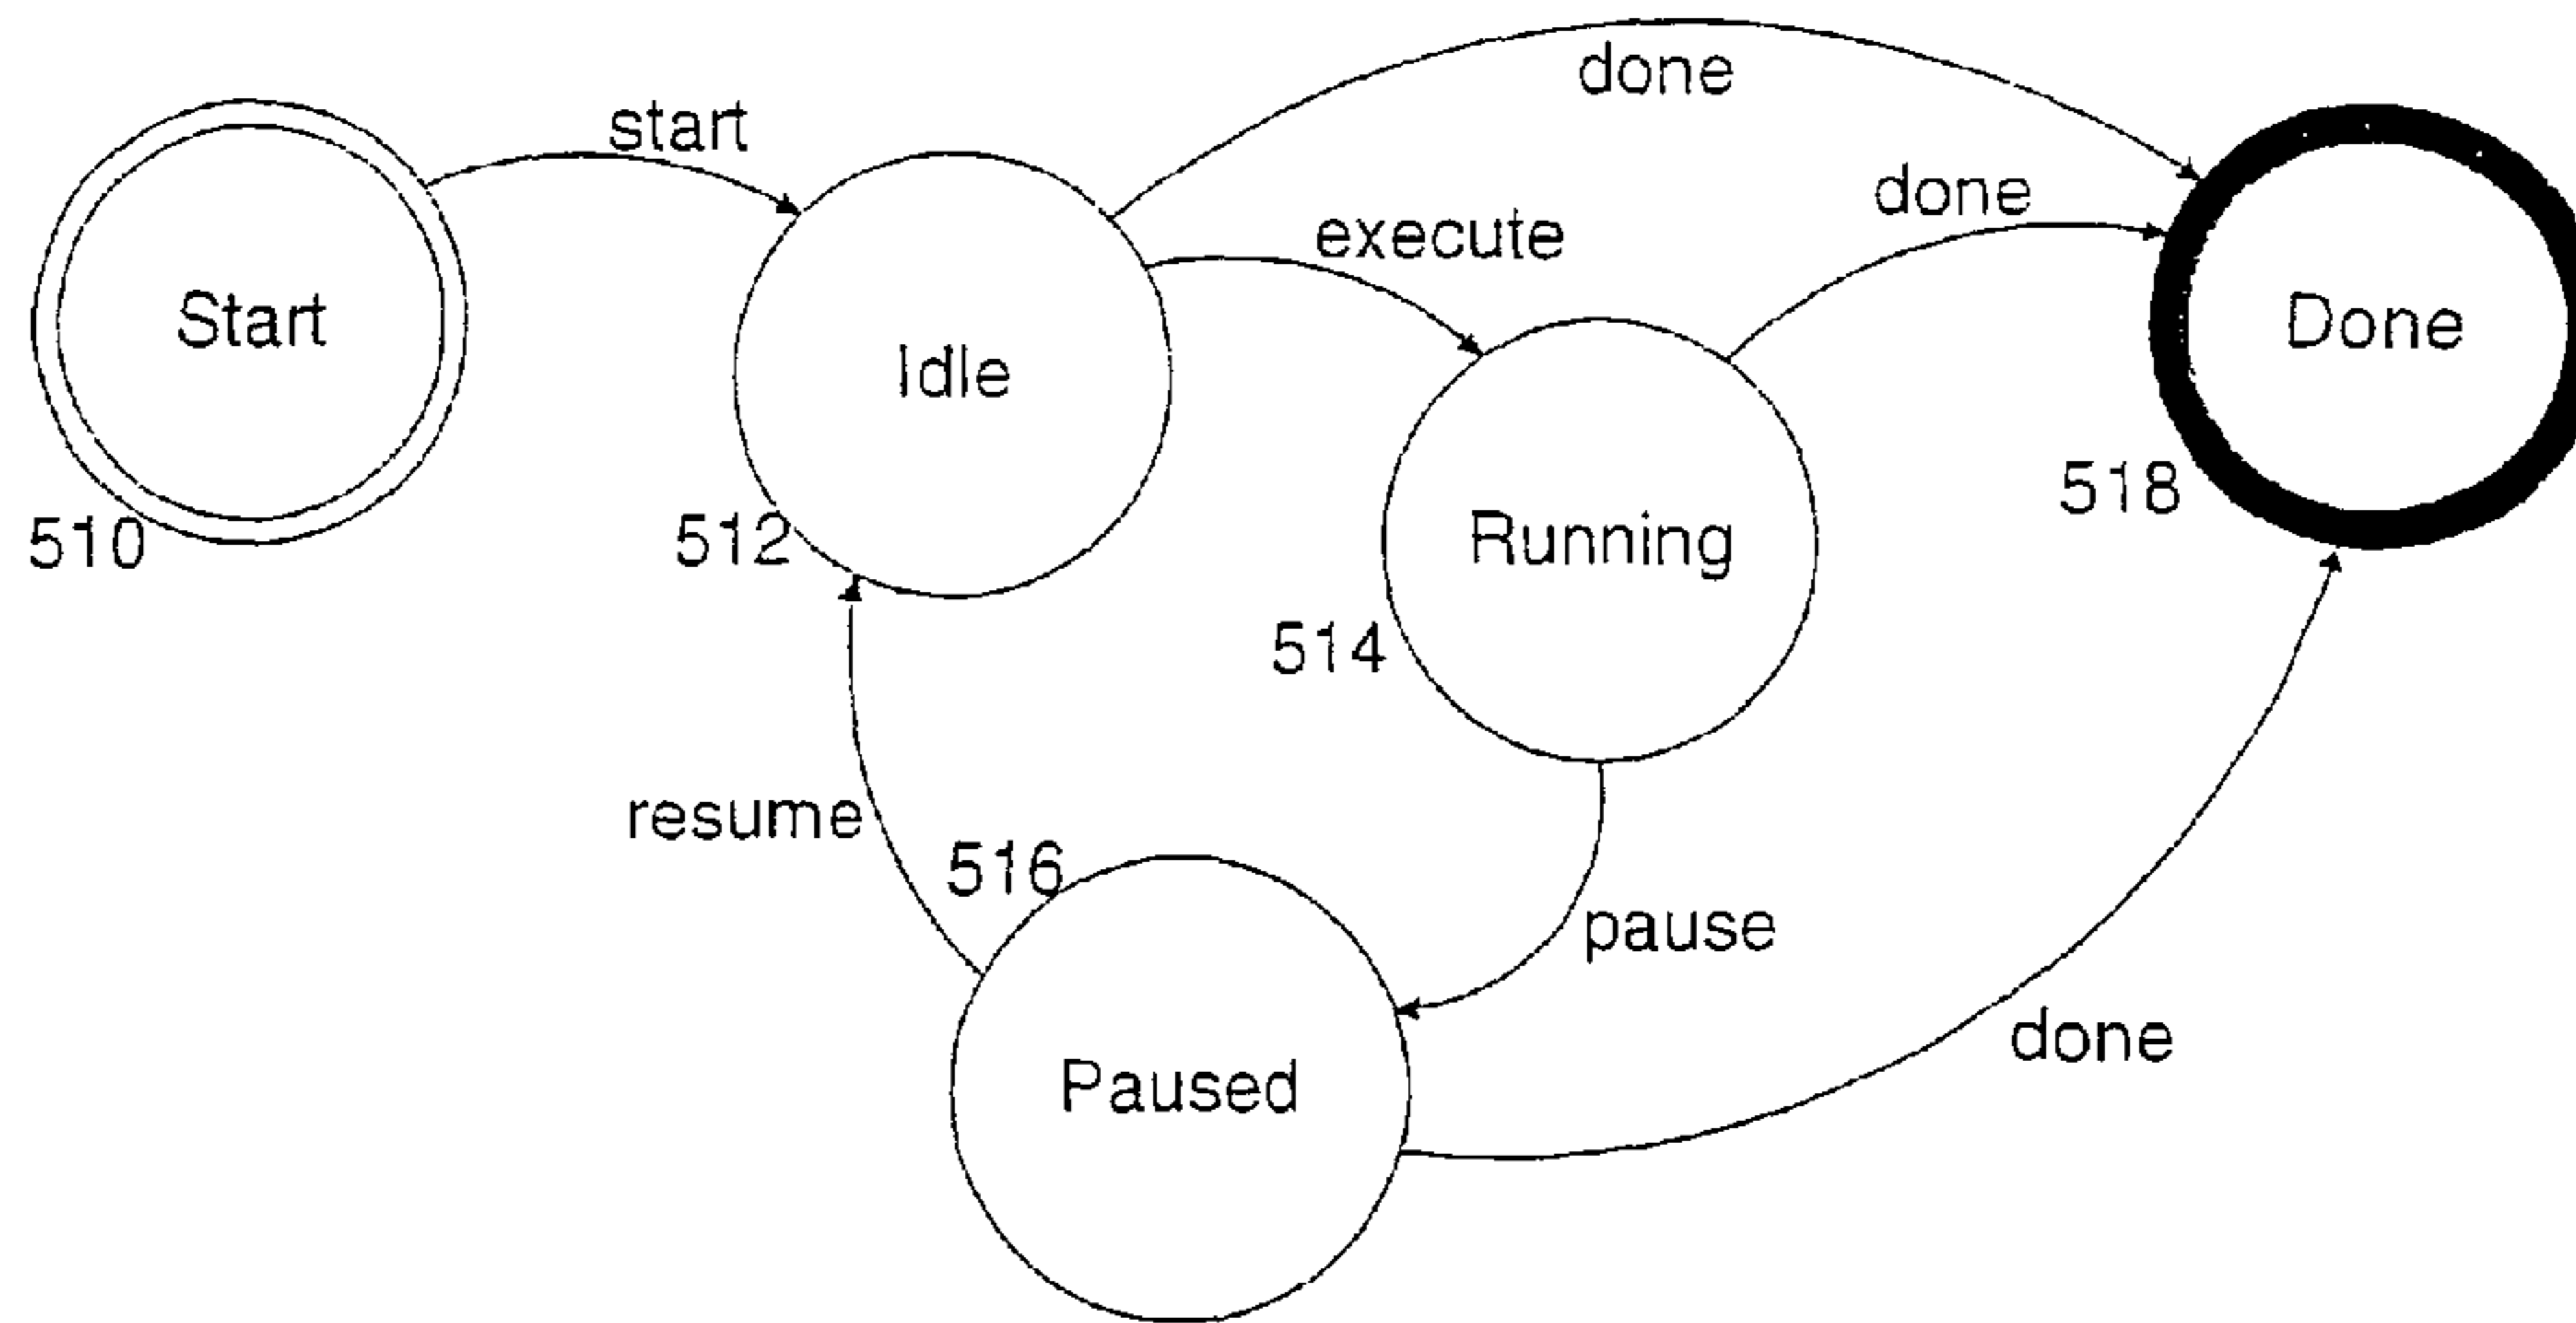 done
start
done
execute
Start
Done
Idle
518
510
512
Running
514
resume
516
pause
done
Paused